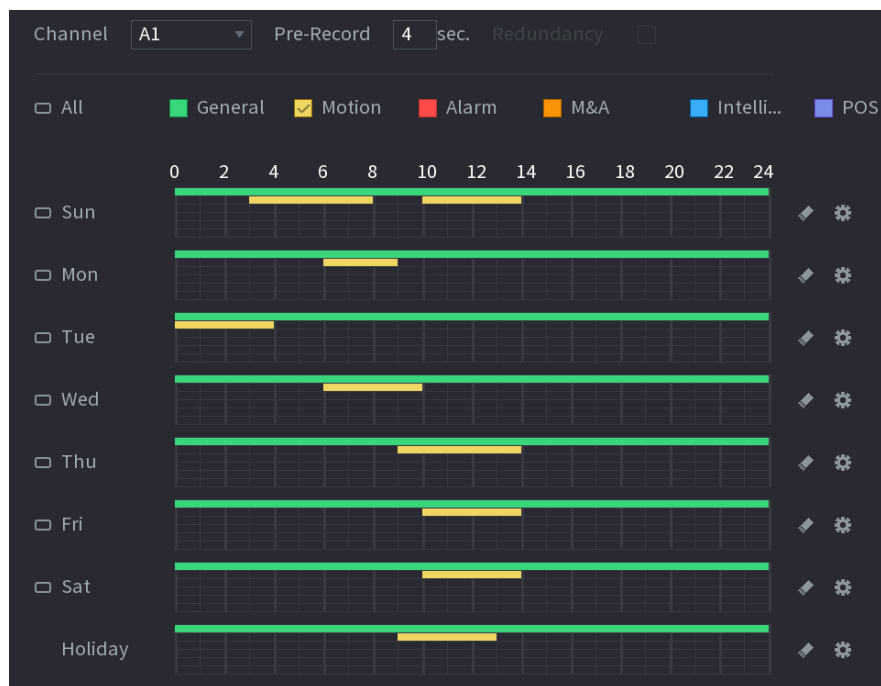 Channel A1 Pre-Record 4 sec. Redundancy
All General Motion Alarm M&A Intelli... POS
0 2 4 6 8 10 12 14 16 18 20 22 24
Sun
Mon
Tue
Wed
Thu
Fri
Sat
Holiday